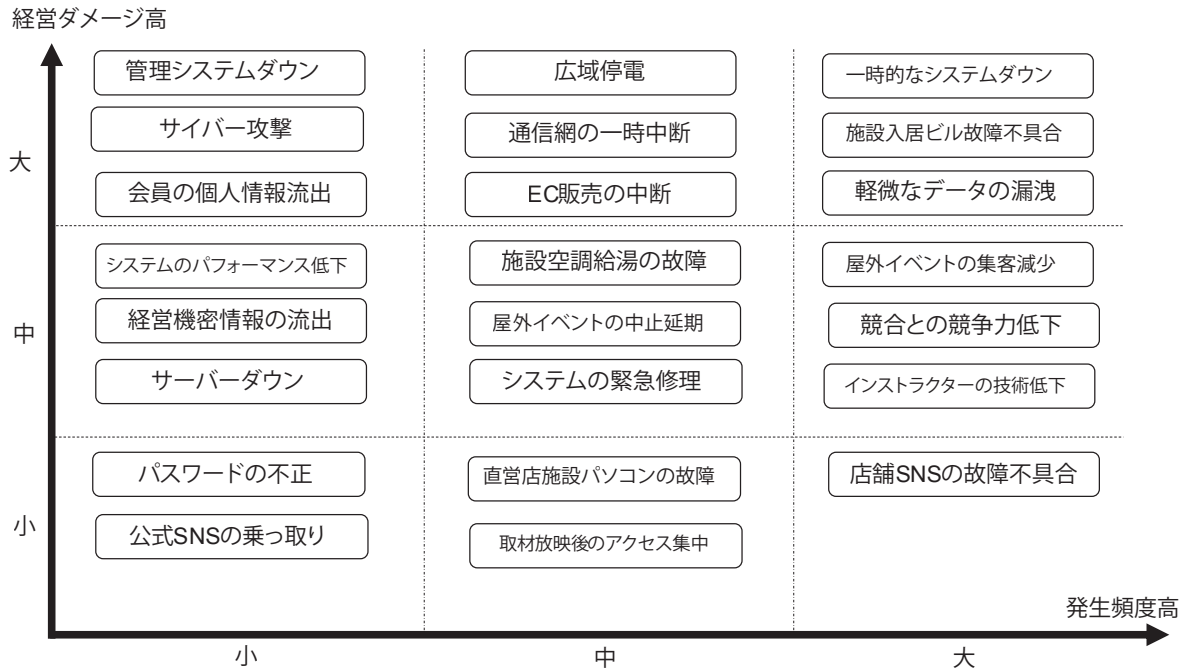 経営ダメージ高
管理システムダウン
広域停電
一時的なシステムダウン
サイバー攻撃
通信網の一時中断
施設入居ビル故障不具合
大
会員の個人情報流出
EC販売の中断
軽微なデータの漏洩
システムのパフォーマンス低下
施設空調給湯の故障
屋外イベントの集客減少
中
経営機密情報の流出
屋外イベントの中止延期
競合との競争力低下
サーバーダウン
システムの緊急修理
インストラクターの技術低下
パスワードの不正
直営店施設パソコンの故障
店舗SNSの故障不具合
小
公式SNSの乗っ取り
取材放映後のアクセス集中
発生頻度高
小
中
大